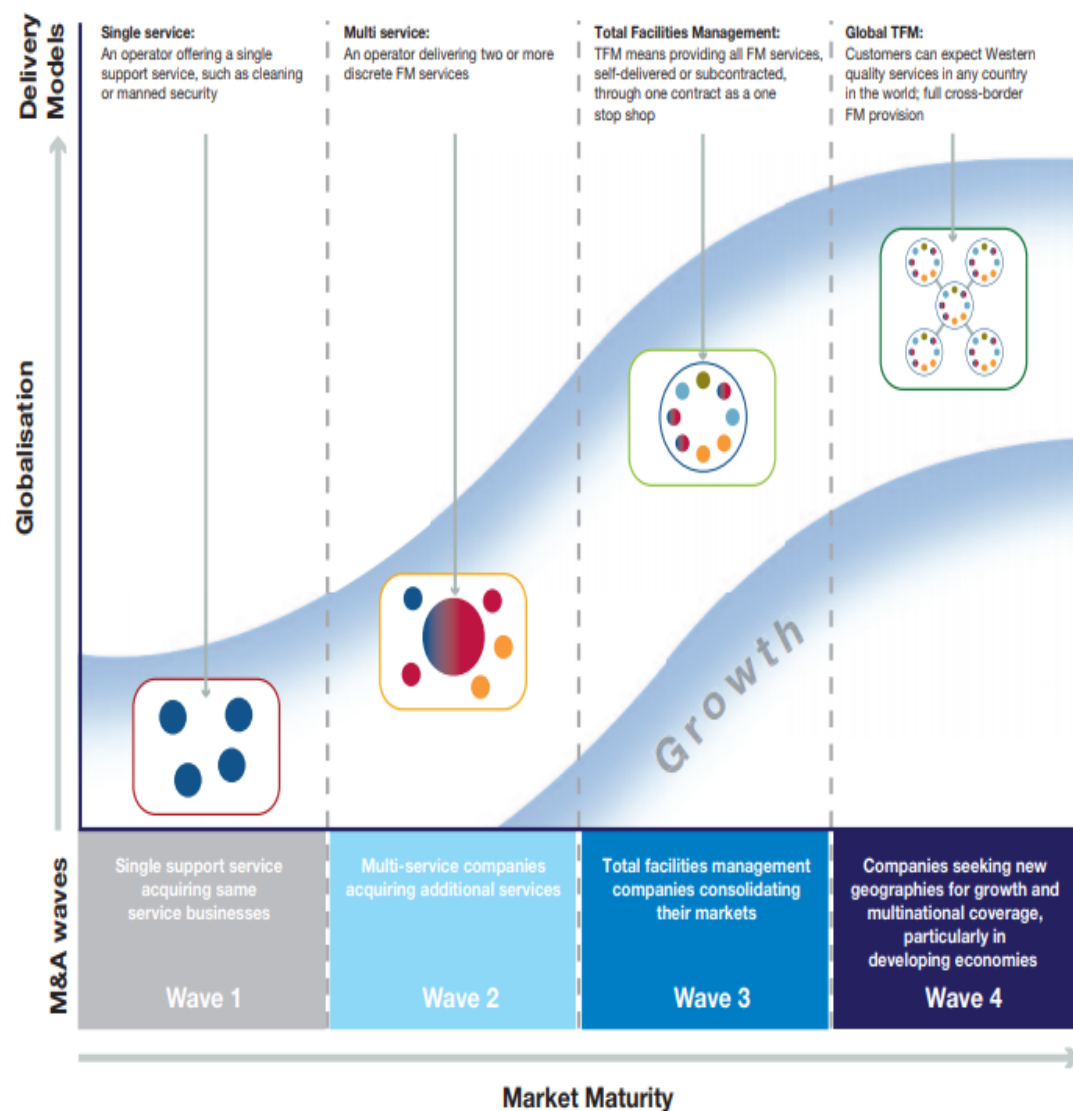 Delivery
Models
Single service:
An operator offering a single
support service, such as cleaning
or manned security
Multi service:
An operator delivering two or more
discrete FM services
Total Facilities Management:
TFM means providing all FM services,
self-delivered or subcontracted,
through one contract as a one
stop shop
Global TFM:
Customers can expect Western
quality services in any country
in the world; full cross-border
FM provision
Globalisation
Growth
M&A waves
Single support service
acquiring same
service businesses
Wave 1
Multi-service companies
acquiring additional services
Wave 2
Total facilities management
companies consolidating
their markets
Wave 3
Companies seeking new
geographies for growth and
multinational coverage,
particularly in
developing economies
Wave 4
Market Maturity